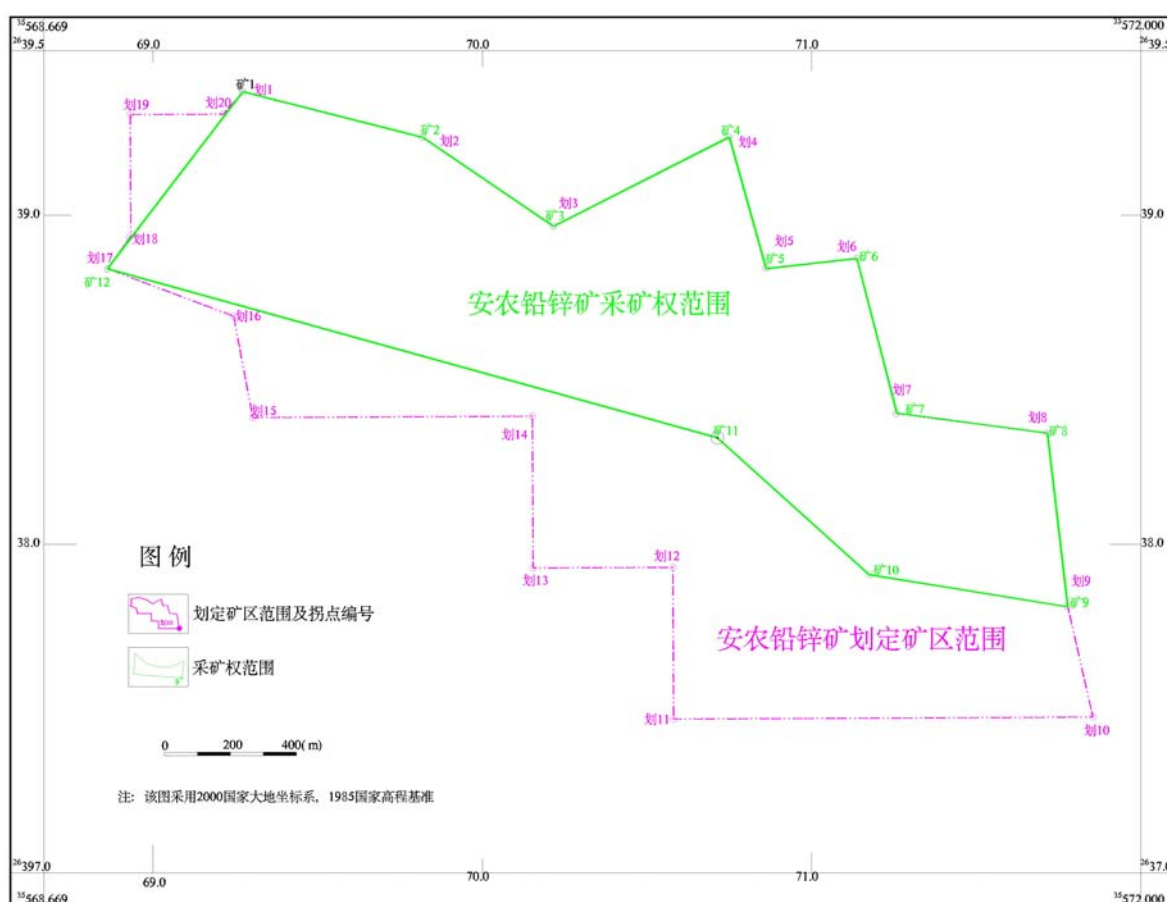 35568.669
35572.000
2639.5
69.0
70.0
71.0
2639.5
矿1
划1
划19
划20
矿2
划2
矿4
划4
划3
矿3
39.0
39.0
划18
划17
矿12
划5
矿5
划6
矿6
安农铅锌矿采矿权范围
划16
划7
矿7
划15
划14
矿11
划8
矿8
38.0
38.0
图例
划12
划13
矿10
划9
矿9
划定矿区范围及拐点编号
安农铅锌矿划定矿区范围
采矿权范围
划11
划10
0 200 400( m)
注: 该图采用2000国家大地坐标系, 1985国家高程基准
26397.0
69.0
70.0
71.0
26397.0
35568.669
35572.000